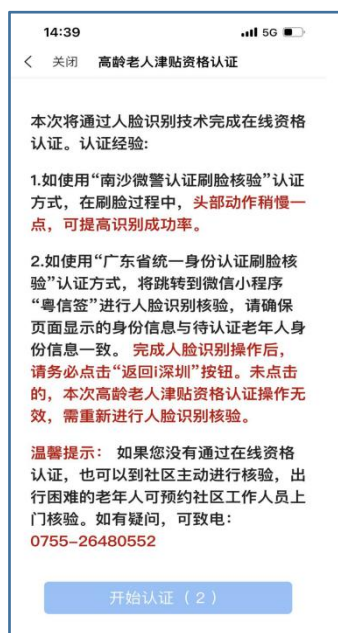 14:39
5G
关闭 高龄老人津贴资格认证
本次将通过人脸识别技术完成在线资格
认证。认证经验:
1.如使用“南沙微警认证刷脸核验”认证
方式，在刷脸过程中，头部动作稍慢一
点，可提高识别成功率。
2.如使用“广东省统一身份认证刷脸核
验”认证方式，将跳转到微信小程序
“粤信签”进行人脸识别核验，请确保
页面显示的身份信息与待认证老年人身
份信息一致。 完成人脸识别操作后，
请务必点击“返回i深圳”按钮。未点击
的，本次高龄老人津贴资格认证操作无
效，需重新进行人脸识别核验。
温馨提示： 如果您没有通过在线资格
认证，也可以到社区主动进行核验，出
行困难的老年人可预约社区工作人员上
门核验。如有疑问，可致电：
0755-26480552
开始认证（2）